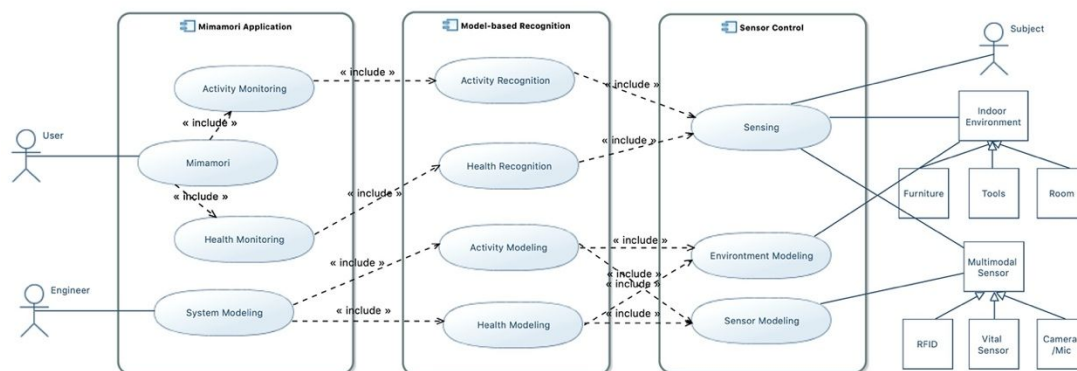 Mimamori Application
Model-based Recognition
Sensor Control
Subject
« include »
« include »
Activity Monitoring
Activity Recognition
« include »
Indoor
Environment
User
« include »
Sensing
Mimamori
Health Recognition
« include »
« include »
« include »
Furniture
Tools
Room
Health Monitoring
Activity Modeling
« include »
Environment Modeling
« include »
Multimodal
Sensor
« include »
« include »
Engineer
System Modeling
« include »
Health Modeling
« include »
Sensor Modeling
RFID
Vital
Sensor
Camera
/Mic